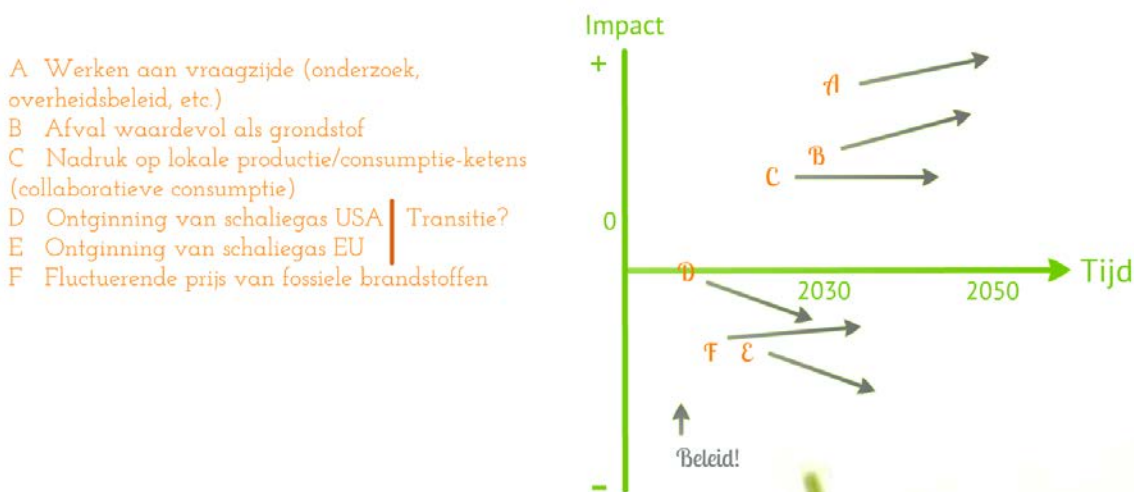 A Werken aan vraagzijde (onderzoek,
overheidsbeleid, etc.)
B Afval waardevol als grondstof
C Nadruk op lokale productie/consumptie-ketens
(collaboratieve consumptie)
D Ontginning van schaliegas USA | Transitie?
E Ontginning van schaliegas EU
F Fluctuerende prijs van fossiele brandstoffen
Impact
+
A
B
C
0
D
Tijd
2030 2050
F E
Beleid!
-